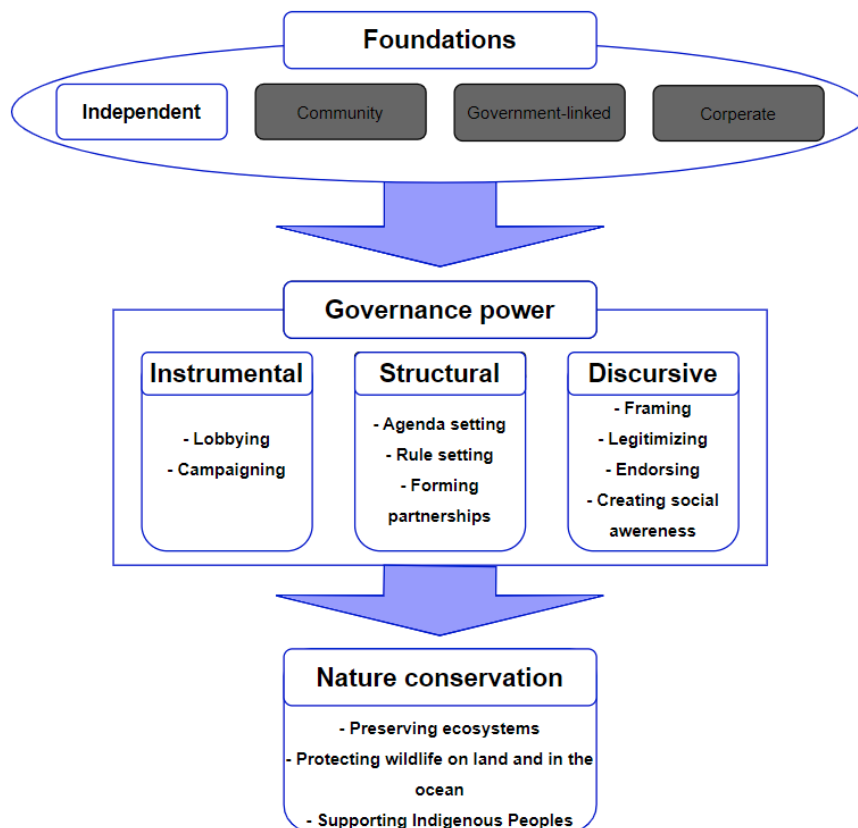 Foundations
Independent
Community
Government-linked
Corperate
Governance power
Instrumental
- Lobbying
- Campaigning
Structural
- Agenda setting
- Rule setting
- Forming
partnerships
Discursive
- Framing
- Legitimizing
- Endorsing
- Creating social
awereness
Nature conservation
- Preserving ecosystems
- Protecting wildlife on land and in the
ocean
- Supporting Indigenous Peoples